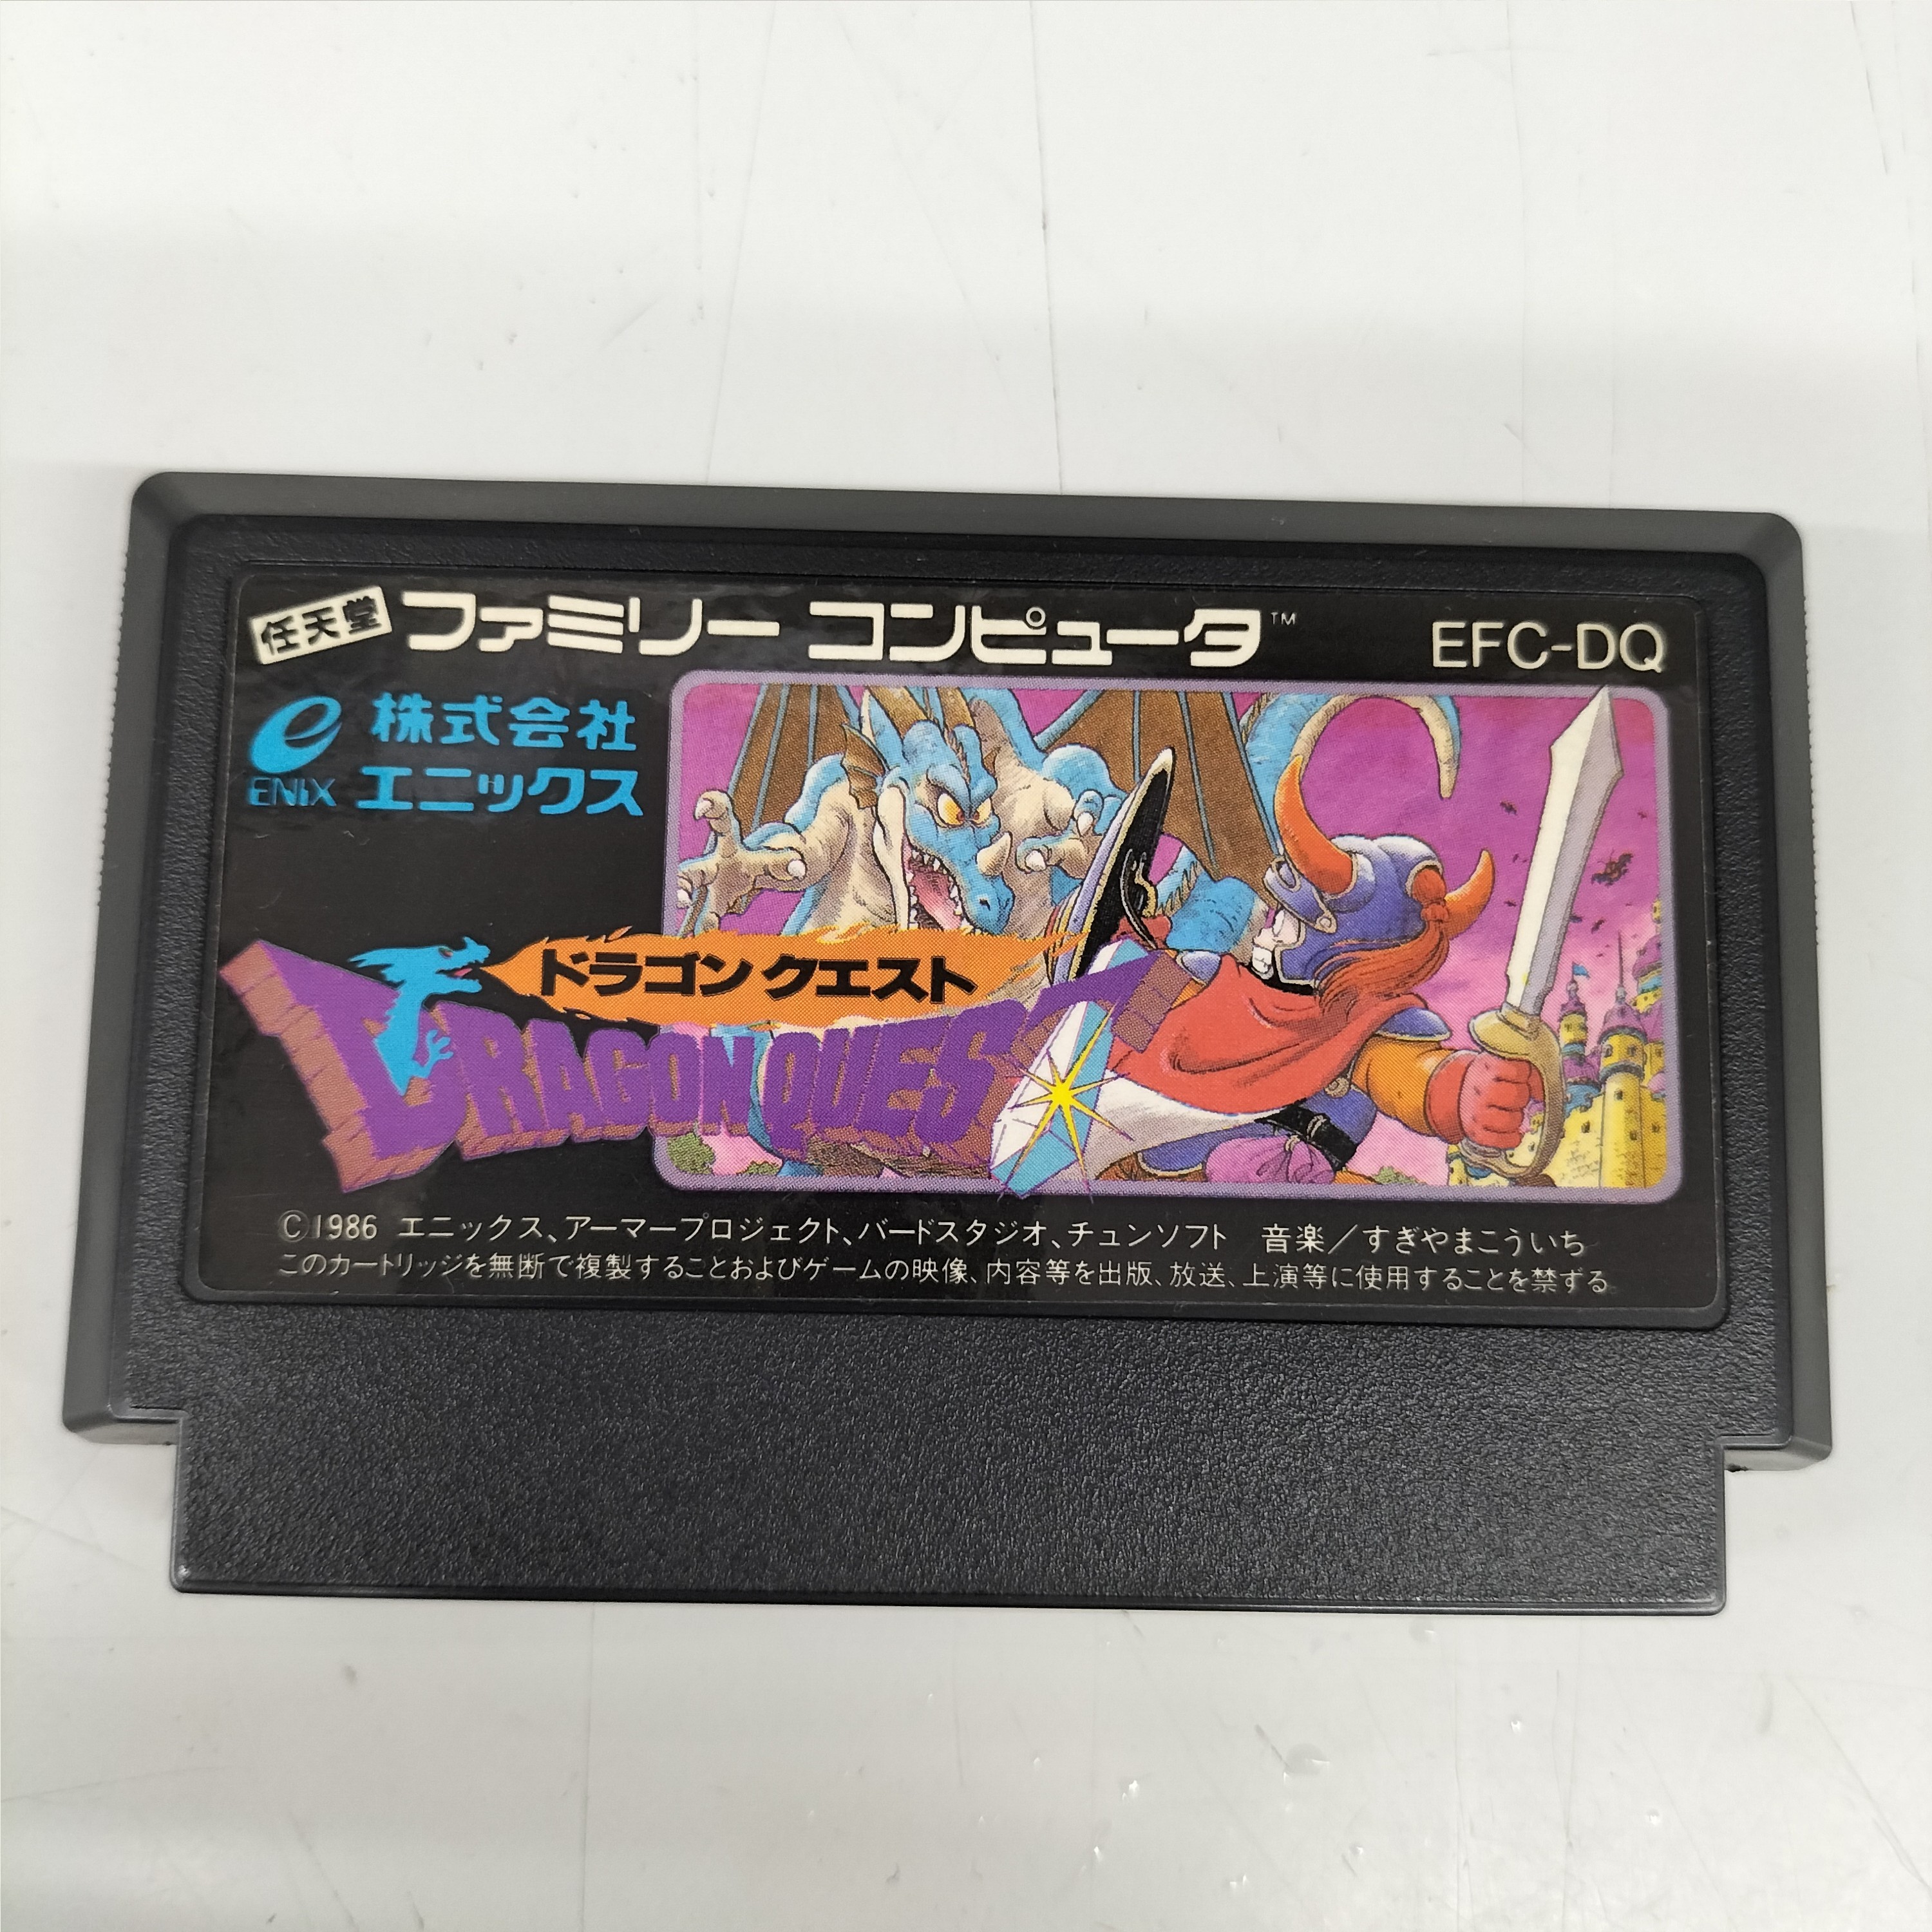 任天堂 ファミリー コンピュータ™ EFC-DQ
e 株式会社
ENIX エニックス
ドラゴンクエスト
DRAGON QUEST
©1986 エニックス、アーマープロジェクト、バードスタジオ、チュンソフト 音楽／すぎやまこういち
このカートリッジを無断で複製することおよびゲームの映像、内容等を出版、放送、上演等に使用することを禁ずる。